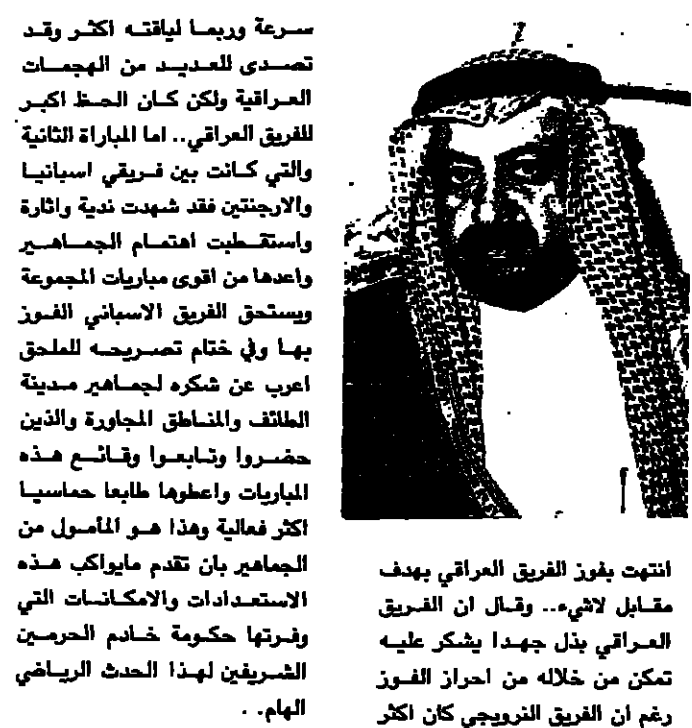 انتهت بفوز الفريق العراقي بهدف
مقابل لاشيء.. وقال ان الفريق
العراقي بذل جهدا يشكر عليه
تمكن من خلاله من احراز الفوز
رغم ان الفريق النرويجي كان اكثر
سرعة وربما لياقته اكثر وقد
تصدى للعديد من الهجمات
العراقية ولكن كان الحظ اكبر
للفريق العراقي.. اما المباراة الثانية
والتي كانت بين فريقي اسبانيا
والارجنتين فقد شهدت ندية واثارة
واستقطبت اهتمام الجماهير
واعدها من اقوى مباريات المجموعة
ويستحق الفريق الاسباني الفوز
بها وفي ختام تصريحه للملحق
اعرب عن شكره لجماهير مدينة
الطائف والمناطق المجاورة والذين
حضروا وتابعوا وقائع هذه
المباريات واعطوها طابعا حماسيا
اكثر فعالية وهذا هو المأمول من
الجماهير بان تقدم مايواكب هذه
الاستعدادات والامكانات التي
وفرتها حكومة خادم الحرمين
الشريفين لهذا الحدث الرياضي
الهام. .